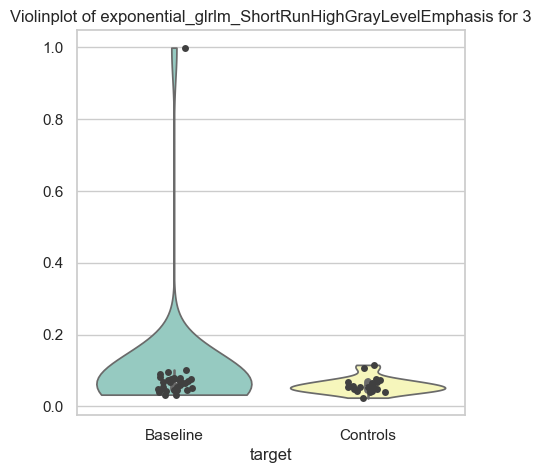 Violinplot of exponential_glrlm_ShortRunHighGrayLevelEmphasis for 3
1.0
0.8
0.6
0.4
0.2
0.0
Baseline Controls
target